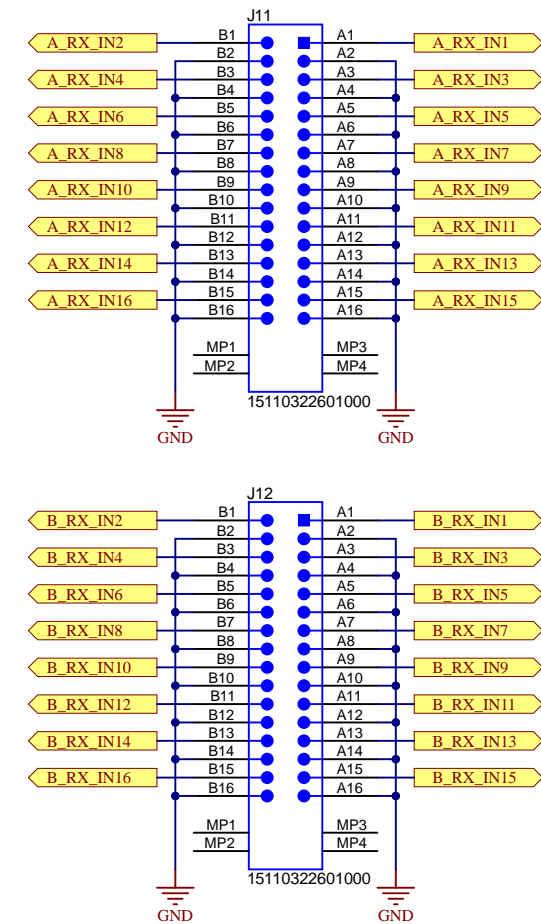 J11
A_RX_IN2 B1 A1 A_RX_IN1
B2 A2
A_RX_IN4 B3 A3 A_RX_IN3
B4 A4
A_RX_IN6 B5 A5 A_RX_IN5
B6 A6
A_RX_IN8 B7 A7 A_RX_IN7
B8 A8
A_RX_IN10 B9 A9 A_RX_IN9
B10 A10
A_RX_IN12 B11 A11 A_RX_IN11
B12 A12
A_RX_IN14 B13 A13 A_RX_IN13
B14 A14
A_RX_IN16 B15 A15 A_RX_IN15
B16 A16
MP1 MP3
MP2 MP4
15110322601000
GND GND
J12
B_RX_IN2 B1 A1 B_RX_IN1
B2 A2
B_RX_IN4 B3 A3 B_RX_IN3
B4 A4
B_RX_IN6 B5 A5 B_RX_IN5
B6 A6
B_RX_IN8 B7 A7 B_RX_IN7
B8 A8
B_RX_IN10 B9 A9 B_RX_IN9
B10 A10
B_RX_IN12 B11 A11 B_RX_IN11
B12 A12
B_RX_IN14 B13 A13 B_RX_IN13
B14 A14
B_RX_IN16 B15 A15 B_RX_IN15
B16 A16
MP1 MP3
MP2 MP4
15110322601000
GND GND